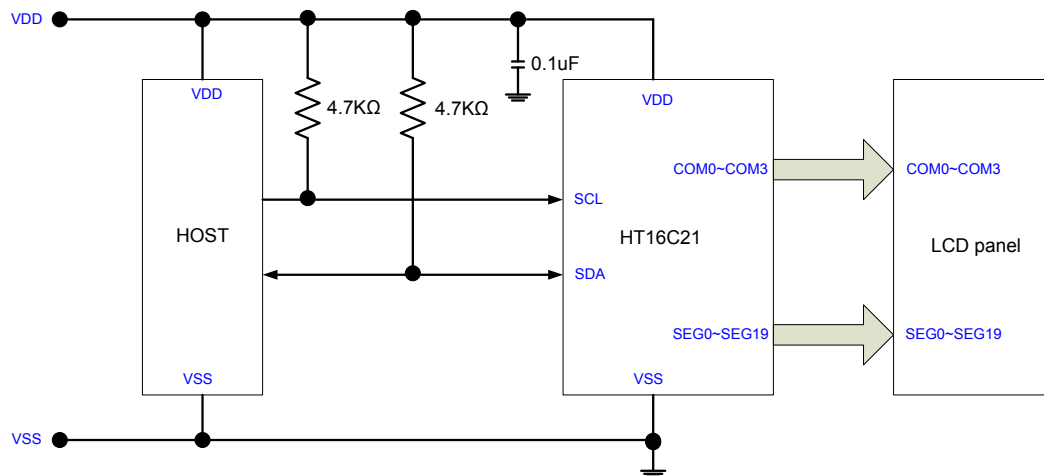 VDD
VDD
4.7KΩ
4.7KΩ
0.1uF
VDD
COM0~COM3
COM0~COM3
SCL
HOST
HT16C21
LCD panel
SDA
SEG0~SEG19
SEG0~SEG19
VSS
VSS
VSS